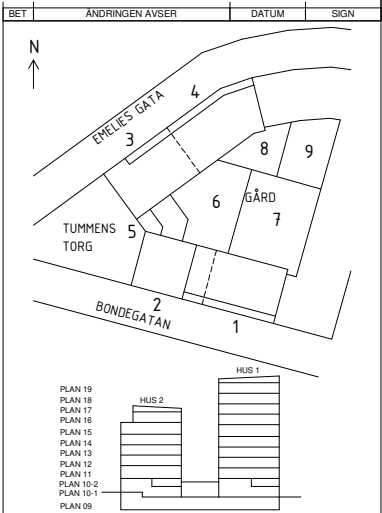 BET ÄNDRINGEN AVSER DATUM SIGN
N
EMELIES GATA
4
3
8
9
6
GÅRD
7
TUMMENS
TORG
5
BONDEGATAN
2
1
HUS 1
HUS 2
PLAN 19
PLAN 18
PLAN 17
PLAN 16
PLAN 15
PLAN 14
PLAN 13
PLAN 12
PLAN 11
PLAN 10-2
PLAN 10-1
PLAN 09